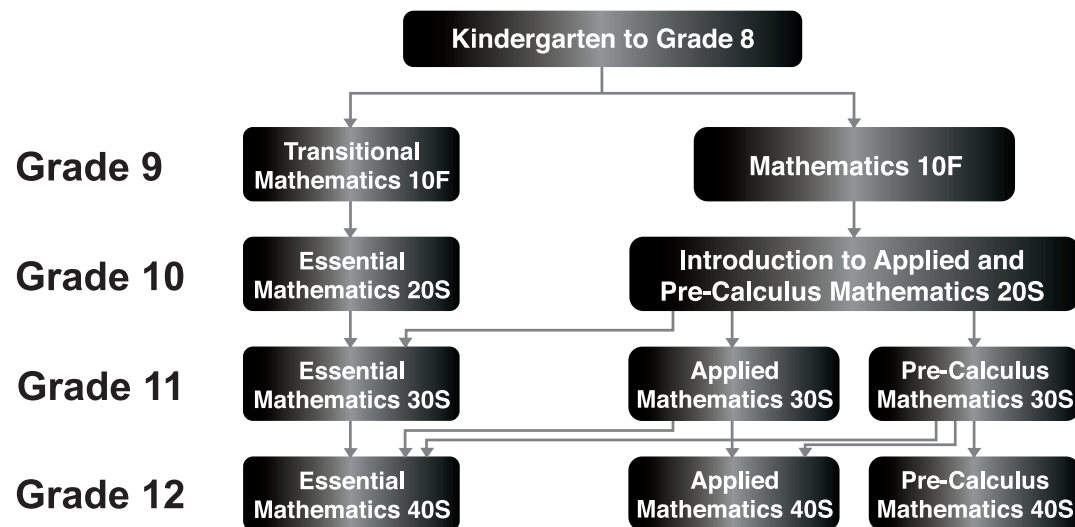 Kindergarten to Grade 8
Grade 9
Transitional
Mathematics 10F
Mathematics 10F
Grade 10
Essential
Mathematics 20S
Introduction to Applied and
Pre-Calculus Mathematics 20S
Grade 11
Essential
Mathematics 30S
Applied
Mathematics 30S
Pre-Calculus
Mathematics 30S
Grade 12
Essential
Mathematics 40S
Applied
Mathematics 40S
Pre-Calculus
Mathematics 40S